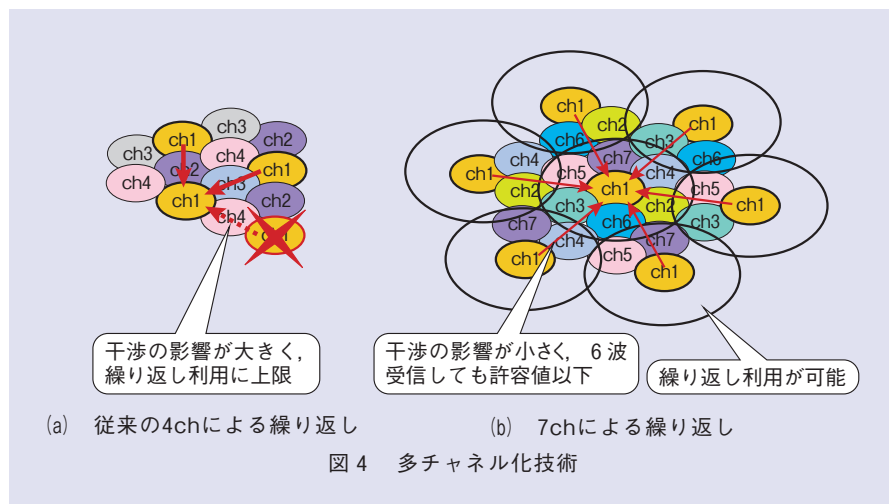 ch3
ch1
ch2
ch3
ch4
ch2
ch1
ch4
ch3
ch1
ch2
ch4
ch1
干渉の影響が大きく,
繰り返し利用に上限
(a) 従来の4chによる繰り返し
ch1
ch2
ch1
ch6
ch3
ch7
ch4
ch6
ch5
ch4
ch1
ch5
ch2
ch1
ch3
ch2
ch1
ch7
ch6
ch3
ch4
ch7
ch1
ch5
ch1
干渉の影響が小さく, 6波
受信しても許容値以下
繰り返し利用が可能
(b) 7chによる繰り返し
図4 多チャネル化技術